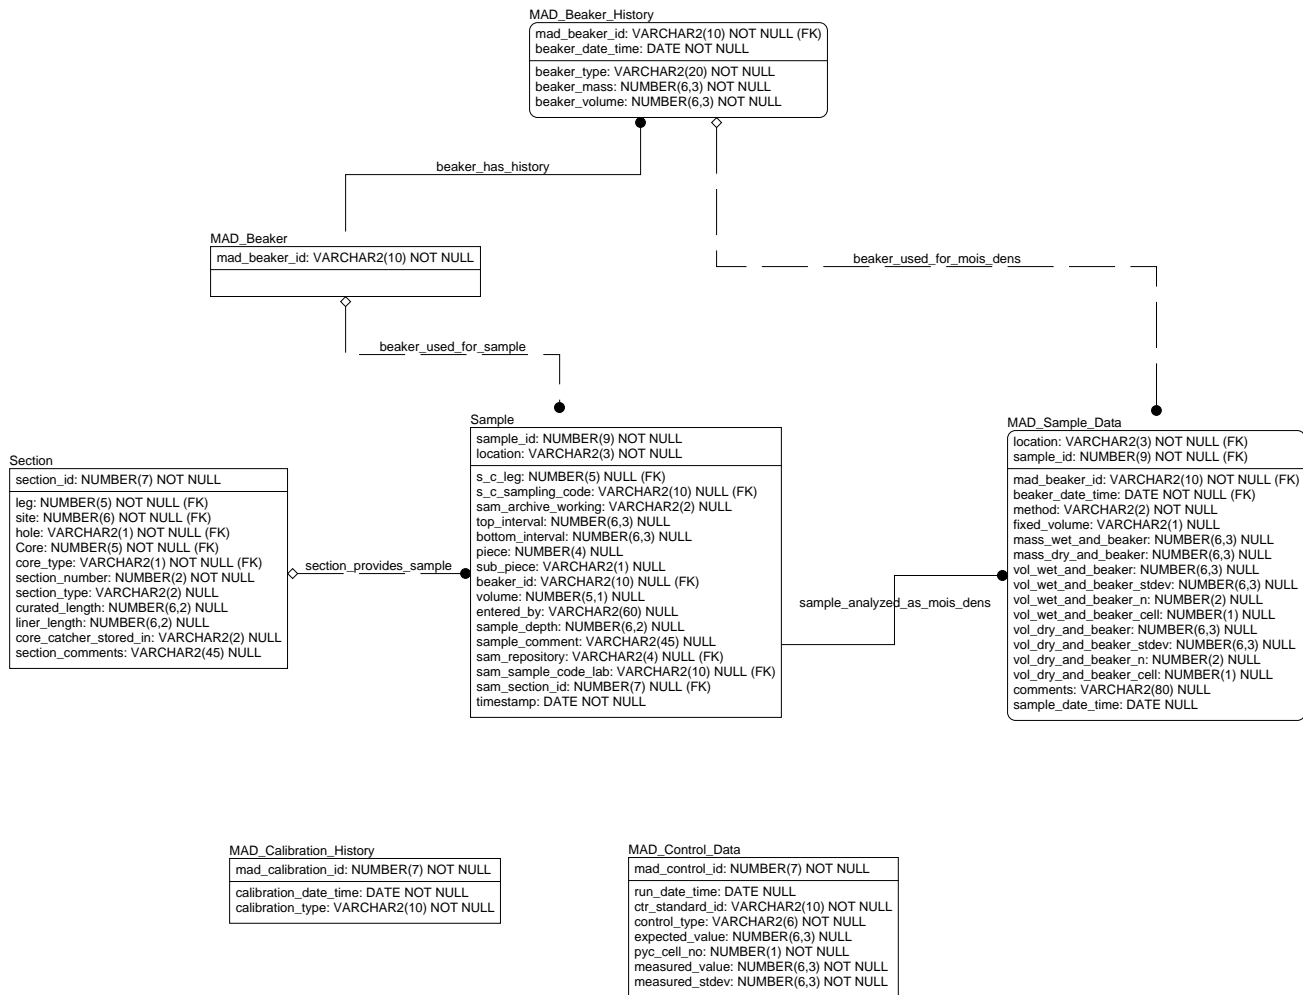 MAD_Beaker_History
mad_beaker_id: VARCHAR2(10) NOT NULL (FK)
beaker_date_time: DATE NOT NULL
beaker_type: VARCHAR2(20) NOT NULL
beaker_mass: NUMBER(6,3) NOT NULL
beaker_volume: NUMBER(6,3) NOT NULL
beaker_has_history
MAD_Beaker
mad_beaker_id: VARCHAR2(10) NOT NULL
beaker_used_for_mois_dens
beaker_used_for_sample
Section
section_id: NUMBER(7) NOT NULL
leg: NUMBER(5) NOT NULL (FK)
site: NUMBER(6) NOT NULL (FK)
hole: VARCHAR2(1) NOT NULL (FK)
Core: NUMBER(5) NOT NULL (FK)
core_type: VARCHAR2(1) NOT NULL (FK)
section_number: NUMBER(2) NOT NULL
section_type: VARCHAR2(2) NULL
curated_length: NUMBER(6,2) NULL
liner_length: NUMBER(6,2) NULL
core_catcher_stored_in: VARCHAR2(2) NULL
section_comments: VARCHAR2(45) NULL
section_provides_sample
Sample
sample_id: NUMBER(9) NOT NULL
location: VARCHAR2(3) NOT NULL
s_c_leg: NUMBER(5) NULL (FK)
s_c_sampling_code: VARCHAR2(10) NULL (FK)
sam_archive_working: VARCHAR2(2) NULL
top_interval: NUMBER(6,3) NULL
bottom_interval: NUMBER(6,3) NULL
piece: NUMBER(4) NULL
sub_piece: VARCHAR2(1) NULL
beaker_id: VARCHAR2(10) NULL (FK)
volume: NUMBER(5,1) NULL
entered_by: VARCHAR2(60) NULL
sample_depth: NUMBER(6,2) NULL
sample_comment: VARCHAR2(45) NULL
sam_repository: VARCHAR2(4) NULL (FK)
sam_sample_code_lab: VARCHAR2(10) NULL (FK)
sam_section_id: NUMBER(7) NULL (FK)
timestamp: DATE NOT NULL
sample_analyzed_as_mois_dens
MAD_Sample_Data
location: VARCHAR2(3) NOT NULL (FK)
sample_id: NUMBER(9) NOT NULL (FK)
mad_beaker_id: VARCHAR2(10) NOT NULL (FK)
beaker_date_time: DATE NOT NULL (FK)
method: VARCHAR2(2) NOT NULL
fixed_volume: VARCHAR2(1) NULL
mass_wet_and_beaker: NUMBER(6,3) NULL
mass_dry_and_beaker: NUMBER(6,3) NULL
vol_wet_and_beaker: NUMBER(6,3) NULL
vol_wet_and_beaker_stdev: NUMBER(6,3) NULL
vol_wet_and_beaker_n: NUMBER(2) NULL
vol_wet_and_beaker_cell: NUMBER(1) NULL
vol_dry_and_beaker: NUMBER(6,3) NULL
vol_dry_and_beaker_stdev: NUMBER(6,3) NULL
vol_dry_and_beaker_n: NUMBER(2) NULL
vol_dry_and_beaker_cell: NUMBER(1) NULL
comments: VARCHAR2(80) NULL
sample_date_time: DATE NULL
MAD_Calibration_History
mad_calibration_id: NUMBER(7) NOT NULL
calibration_date_time: DATE NOT NULL
calibration_type: VARCHAR2(10) NOT NULL
MAD_Control_Data
mad_control_id: NUMBER(7) NOT NULL
run_date_time: DATE NULL
ctr_standard_id: VARCHAR2(10) NOT NULL
control_type: VARCHAR2(6) NOT NULL
expected_value: NUMBER(6,3) NULL
pyc_cell_no: NUMBER(1) NOT NULL
measured_value: NUMBER(6,3) NOT NULL
measured_stdev: NUMBER(6,3) NOT NULL